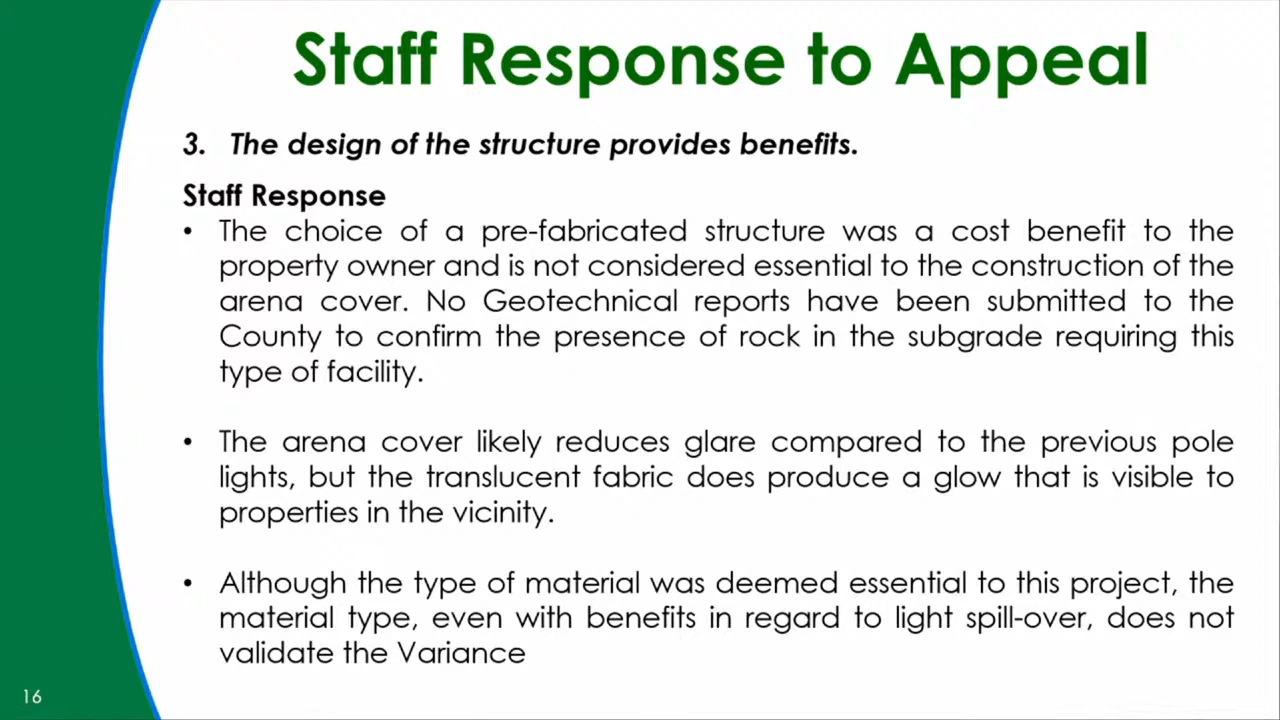 Staff Response to Appeal
3. The design of the structure provides benefits.
Staff Response
• The choice of a pre-fabricated structure was a cost benefit to the
property owner and is not considered essential to the construction of the
arena cover. No Geotechnical reports have been submitted to the
County to confirm the presence of rock in the subgrade requiring this
type of facility.
• The arena cover likely reduces glare compared to the previous pole
lights, but the translucent fabric does produce a glow that is visible to
properties in the vicinity.
• Although the type of material was deemed essential to this project, the
material type, even with benefits in regard to light spill-over, does not
validate the Variance
16